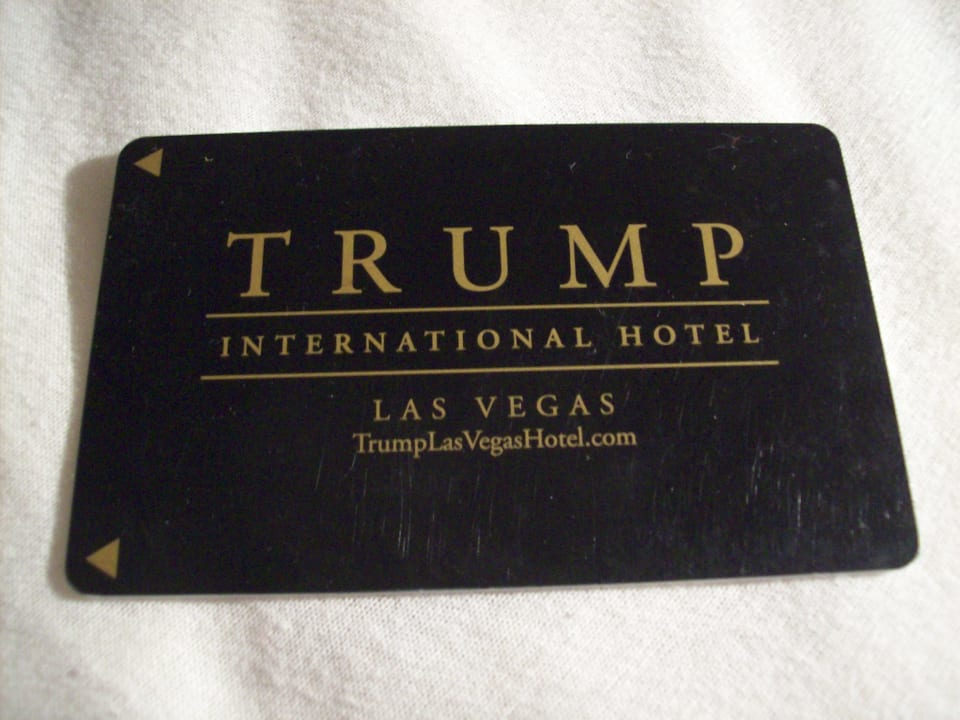 TRUMP
INTERNATIONAL HOTEL
LAS VEGAS
TrumpLasVegasHotel.com